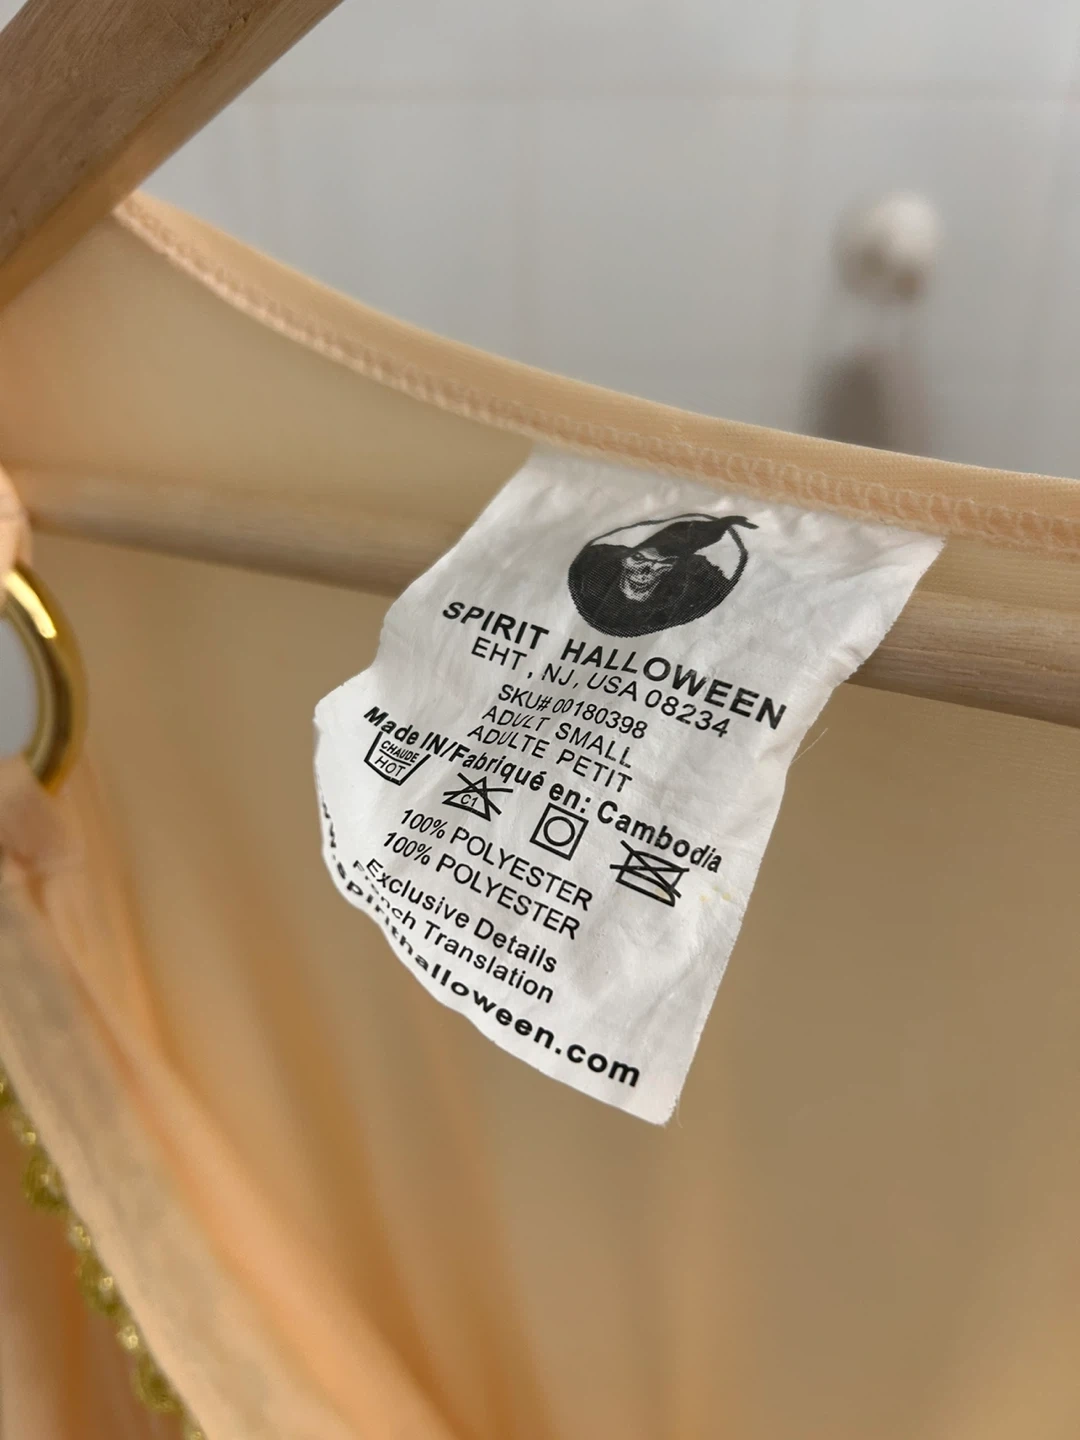 SPIRIT HALLOWEEN
EHT, NJ, USA 08234
SKU# 00180398
ADULT SMALL
ADULTE PETIT
Made IN/Fabriqué en: Cambodia
CHAUDE
HOT
C1
100% POLYESTER
100% POLYESTER
Exclusive Details
French Translation
spirithalloween.com